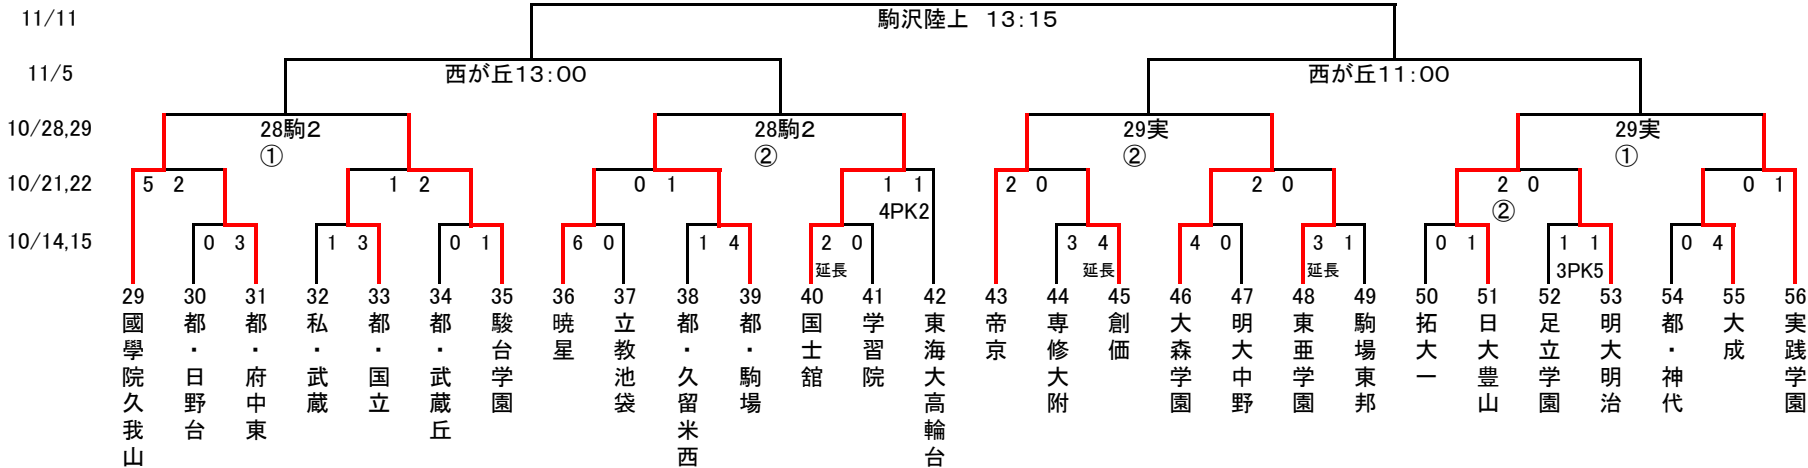 11/11
駒沢陸上 13:15
11/5
西が丘13:00
西が丘11:00
10/28,29
28駒2
28駒2
29実
29実
①
②
②
①
10/21,22
5 2
1 2
0 1
1 1
2 0
2 0
2 0
0 1
4PK2
②
10/14,15
0 3
1 3
0 1
6 0
1 4
2 0
3 4
4 0
3 1
0 1
1 1
0 4
延長
延長
延長
3PK5
29
30
31
32
33
34
35
36
37
38
39
40
41
42
43
44
45
46
47
48
49
50
51
52
53
54
55
56
國學院久我山
都・日野台
都・府中東
私・武蔵
都・国立
都・武蔵丘
駿台学園
暁星
立教池袋
都・久留米西
都・駒場
国士舘
学習院
東海大高輪台
帝京
専修大附
創価
大森学園
明大中野
東亜学園
駒場東邦
拓大一
日大豊山
足立学園
明大明治
都・神代
大成
実践学園